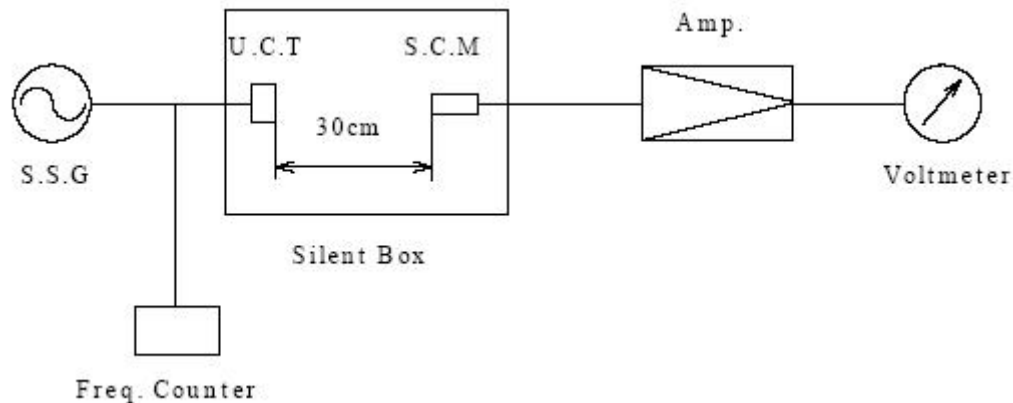 Amp.
U.C.T
S.C.M
30cm
S.S.G
Voltmeter
Silent Box
Freq. Counter